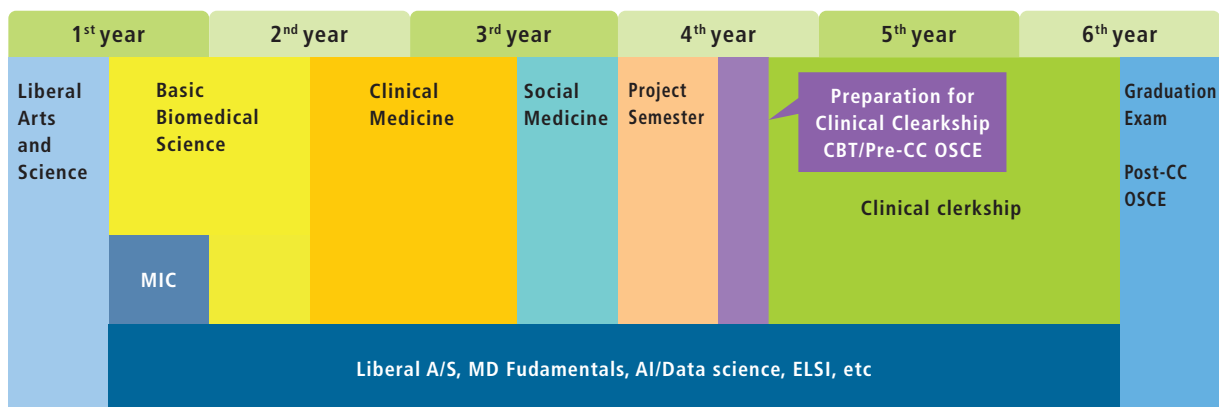 1st year
2nd year
3rd year
4th year
5th year
6th year
Liberal
Arts
and
Science
Basic
Biomedical
Science
MIC
Clinical
Medicine
Social
Medicine
Project
Semester
Preparation for
Clinical Clearkship
CBT/Pre-CC OSCE
Clinical clerkship
Graduation
Exam
Post-CC
OSCE
Liberal A/S, MD Fudamentals, AI/Data science, ELSI, etc